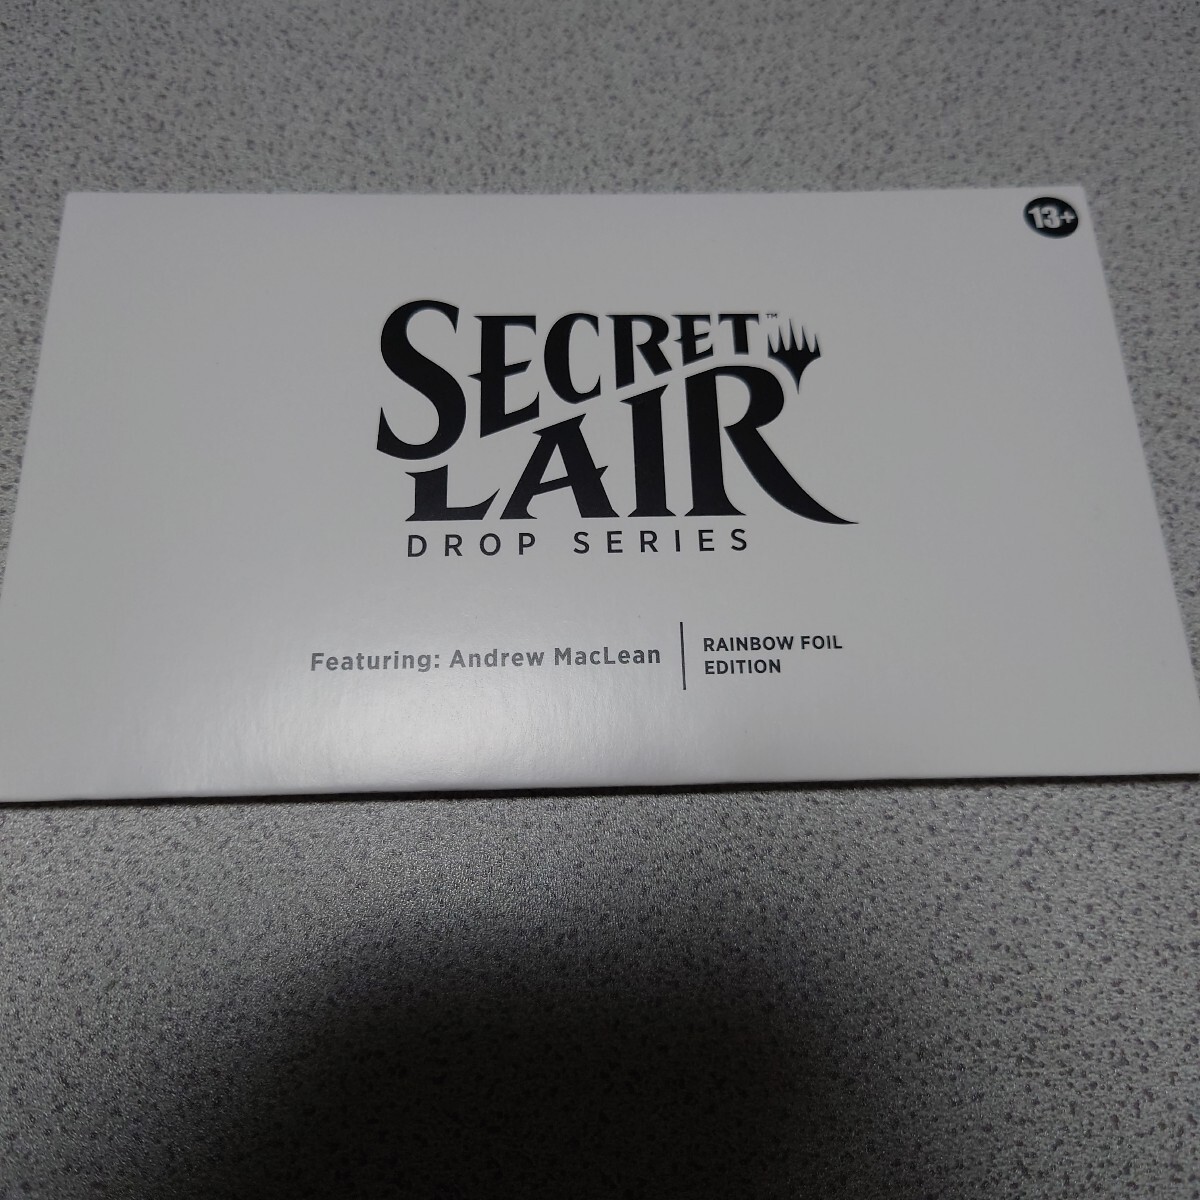 13+
SECRET™
LAIR
DROP SERIES
Featuring: Andrew MacLean
RAINBOW FOIL
EDITION